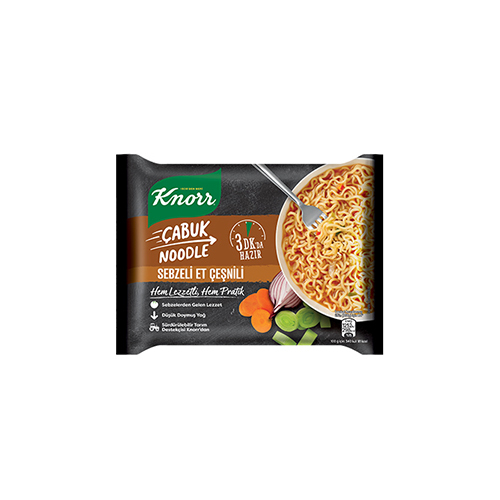 Knorr
ÇABUK
NOODLE
3 DK DA
HAZIR
SEBZELİ ET ÇEŞNİLİ
Hem Lezzetli, Hem Pratik
Sebzelerden Gelen Lezzet
Düşük Doymuş Yağ
Sürdürülebilir Tarım
Destekçisi Knorr'dan